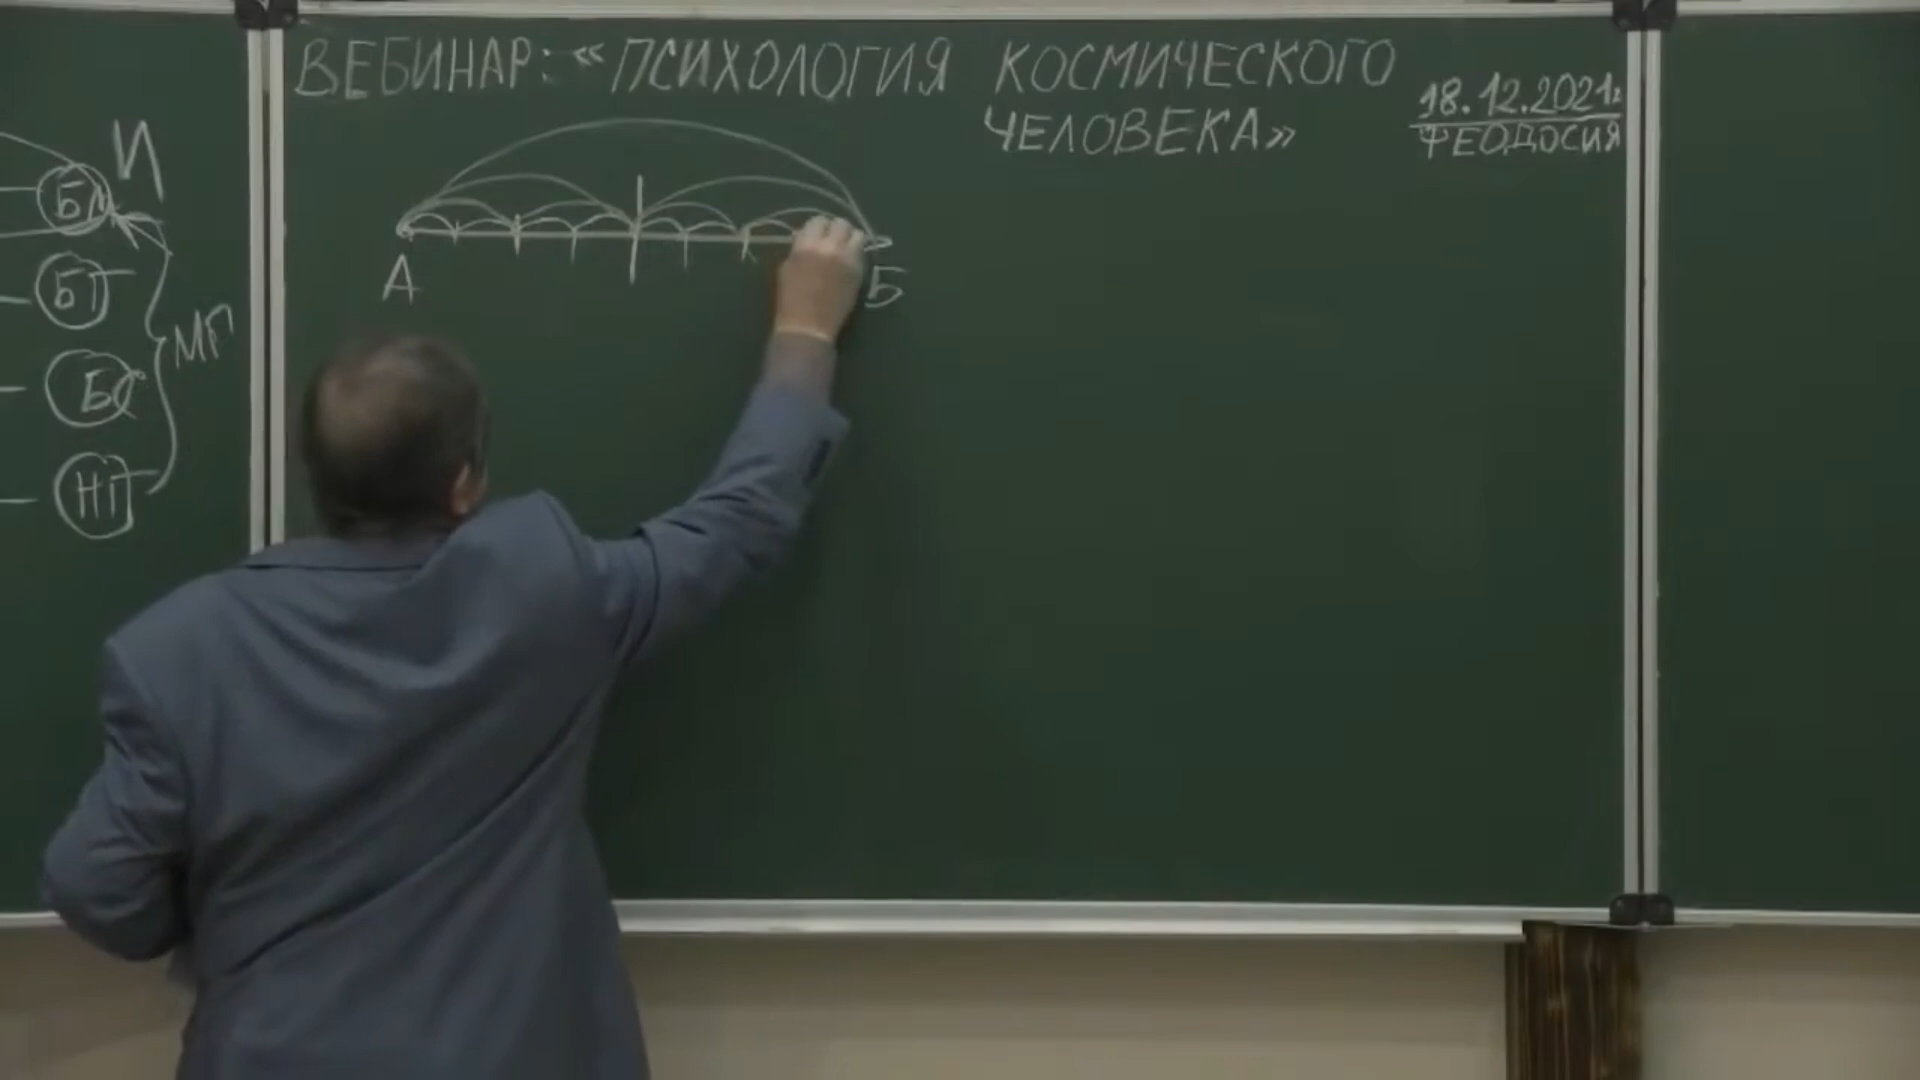 ВЕБИНАР: «ПСИХОЛОГИЯ КОСМИЧЕСКОГО
ЧЕЛОВЕКА»
18.12.2021г
ФЕОДОСИЯ
И
БМ
БТ
БС
НТ
МП
А
Б